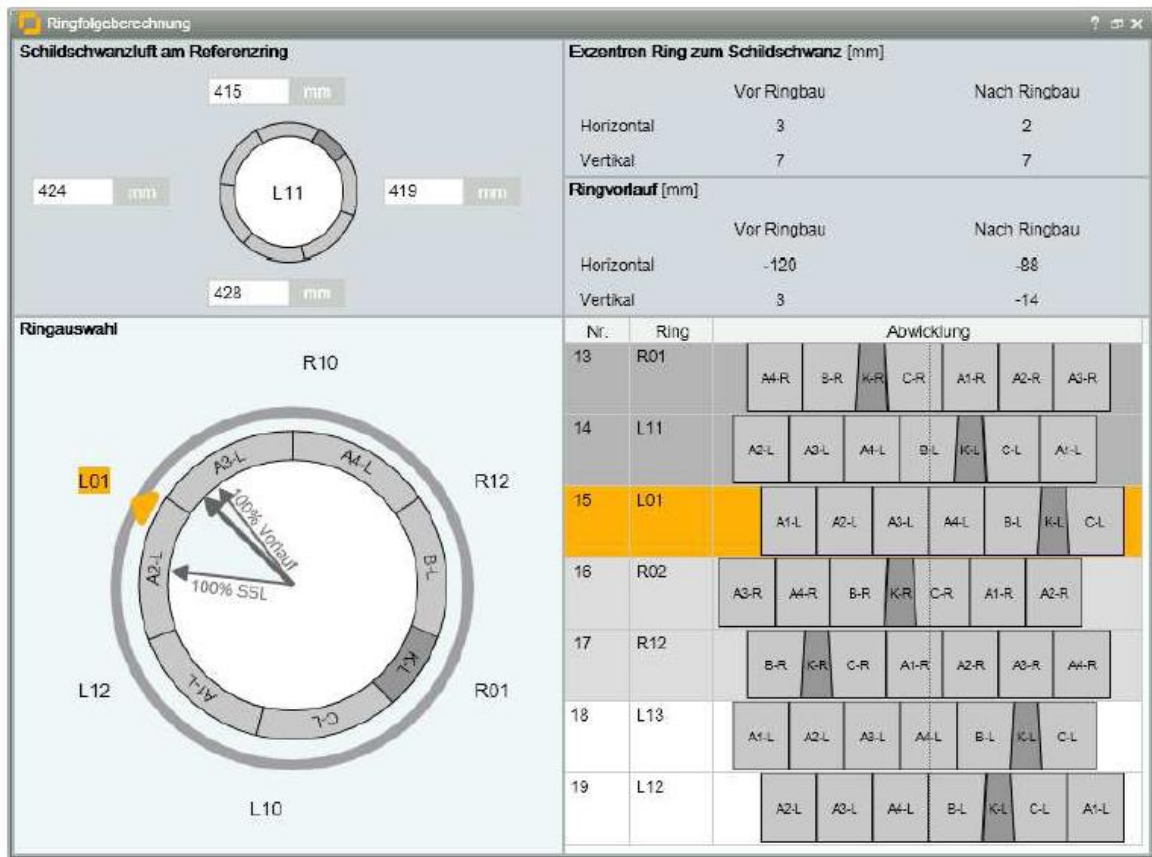 Ringfolgeberechnung
? 
Schildschwanzluft am Referenzring
415 mm
424 mm
L11
419 mm
428 mm
Exzentren Ring zum Schildschwanz [mm]
Vor Ringbau Nach Ringbau
Horizontal 3 2
Vertikal 7 7
Ringvorlauf [mm]
Vor Ringbau Nach Ringbau
Horizontal -120 -88
Vertikal 3 -14
Ringauswahl
R10
L01
R12
L12
R01
L10
A3-L
A4-L
B-L
K-L
C-L
A1-L
A2-L
100% Vorlauf
100% SSL
Nr. Ring Abwicklung
13 R01 A4-R B-R K-R C-R A1-R A2-R A3-R
14 L11 A2-L A3-L A4-L B-L K-L C-L A1-L
15 L01 A1-L A2-L A3-L A4-L B-L K-L C-L
16 R02 A3-R A4-R B-R K-R C-R A1-R A2-R
17 R12 B-R K-R C-R A1-R A2-R A3-R A4-R
18 L13 A1-L A2-L A3-L A4-L B-L K-L C-L
19 L12 A2-L A3-L A4-L B-L K-L C-L A1-L